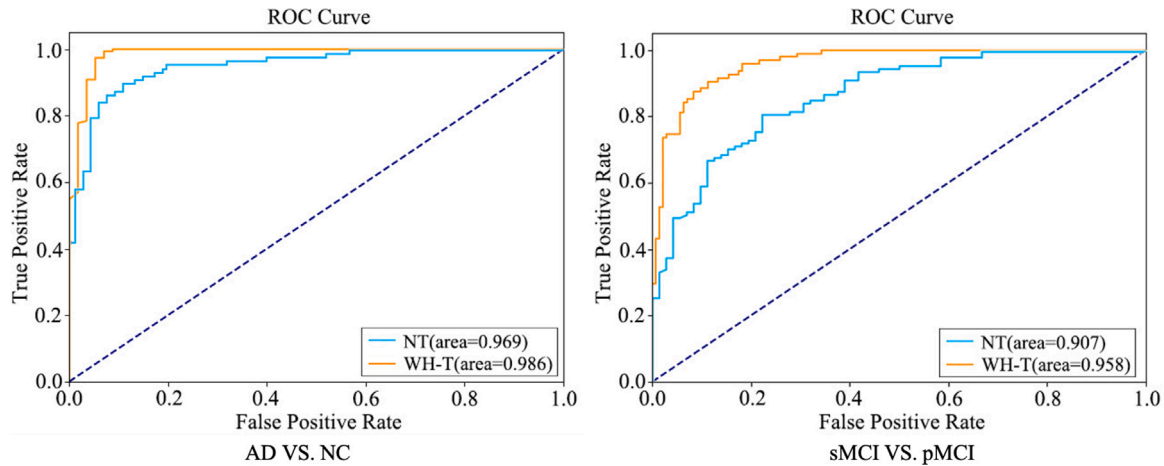 ROC Curve
True Positive Rate
1.0
0.8
0.6
0.4
0.2
0.0
NT(area=0.969)
WH-T(area=0.986)
0.0 0.2 0.4 0.6 0.8 1.0
False Positive Rate
AD VS. NC
ROC Curve
True Positive Rate
1.0
0.8
0.6
0.4
0.2
0.0
NT(area=0.907)
WH-T(area=0.958)
0.0 0.2 0.4 0.6 0.8 1.0
False Positive Rate
sMCI VS. pMCI